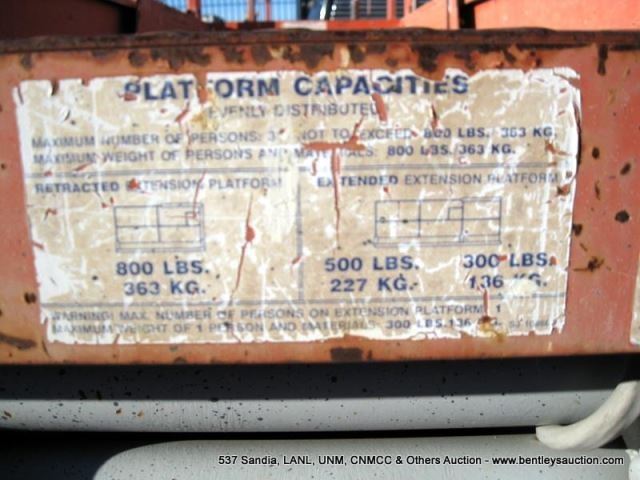 PLATFORM CAPACITIES
EVENLY DISTRIBUTED
MAXIMUM NUMBER OF PERSONS: 3 NOT TO EXCEED 800 LBS. 363 KG.
MAXIMUM WEIGHT OF PERSONS AND MATERIALS: 800 LBS. 363 KG.
RETRACTED EXTENSION PLATFORM
800 LBS.
363 KG.
EXTENDED EXTENSION PLATFORM
500 LBS. 300 LBS.
227 KG. 136 KG.
WARNING: MAX. NUMBER OF PERSONS ON EXTENSION PLATFORM: 1
MAXIMUM WEIGHT OF 1 PERSON AND MATERIALS: 300 LBS. 136
537 Sandia, LANL, UNM, CNMCC & Others Auction - www.bentleysauction.com